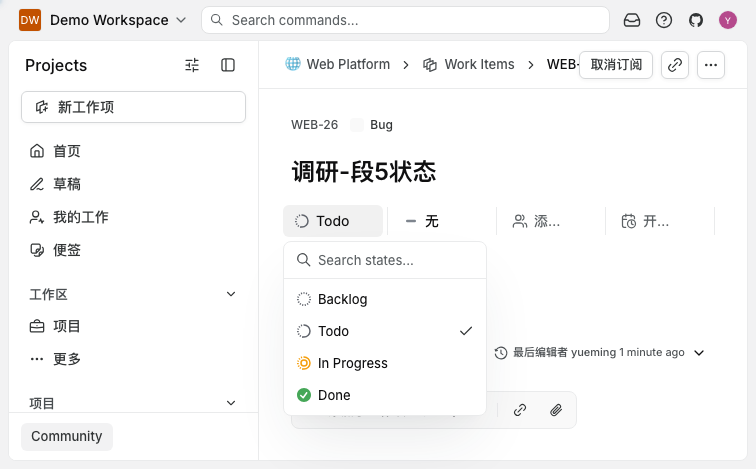 DW Demo Workspace
Search commands...
Y
Projects
Web Platform
Work Items
WEB-
取消订阅
新工作项
WEB-26
Bug
首页
调研-段5状态
草稿
我的工作
Todo
无
添...
开...
便签
Search states...
工作区
Backlog
项目
Todo
最后编辑者 yueming 1 minute ago
更多
In Progress
项目
Done
Community